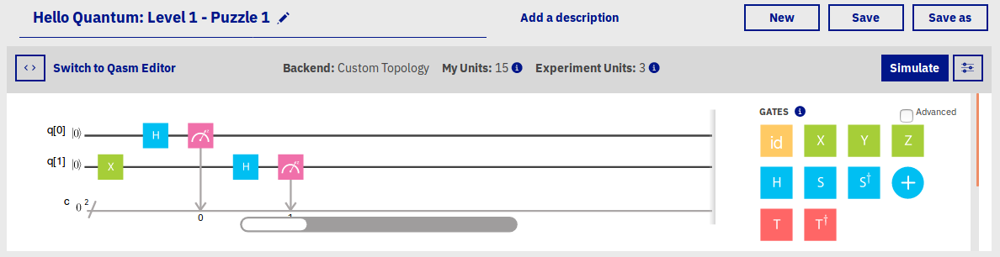 Hello Quantum: Level 1 - Puzzle 1
Add a description
New
Save
Save as
<> Switch to Qasm Editor
Backend: Custom Topology
My Units: 15
Experiment Units: 3
Simulate
GATES
Advanced
q[0] |0⟩ H
q[1] |0⟩ X H
c 0 2
0
id X Y Z
H S S† +
T T†